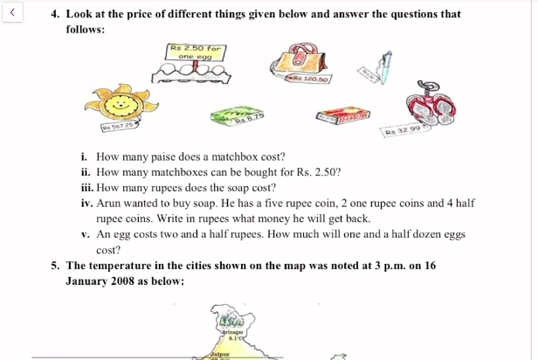 4. Look at the price of different things given below and answer the questions that
follows:
Rs 2.50 for
one egg
Rs 120.50
Rs 567.25
Rs 8.75
Rs 32.99
i. How many paise does a matchbox cost?
ii. How many matchboxes can be bought for Rs. 2.50?
iii. How many rupees does the soap cost?
iv. Arun wanted to buy soap. He has a five rupee coin, 2 one rupee coins and 4 half
rupee coins. Write in rupees what money he will get back.
v. An egg costs two and a half rupees. How much will one and a half dozen eggs
cost?
5. The temperature in the cities shown on the map was noted at 3 p.m. on 16
January 2008 as below:
Srinagar
8.1°C
Jaipur